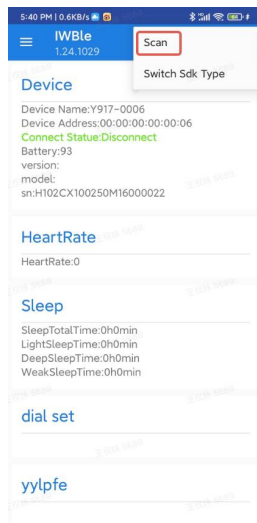 5:40 PM | 0.6KB/s
IWBle
1.24.1029
Scan
Switch Sdk Type
Device
Device Name:Y917-0006
Device Address:00:00:00:00:00:06
Connect Statue:Disconnect
Battery:93
version:
model:
sn:H102CX100250M16000022
HeartRate
HeartRate:0
Sleep
SleepTotalTime:0h0min
LightSleepTime:0h0min
DeepSleepTime:0h0min
WeakSleepTime:0h0min
dial set
yylpfe